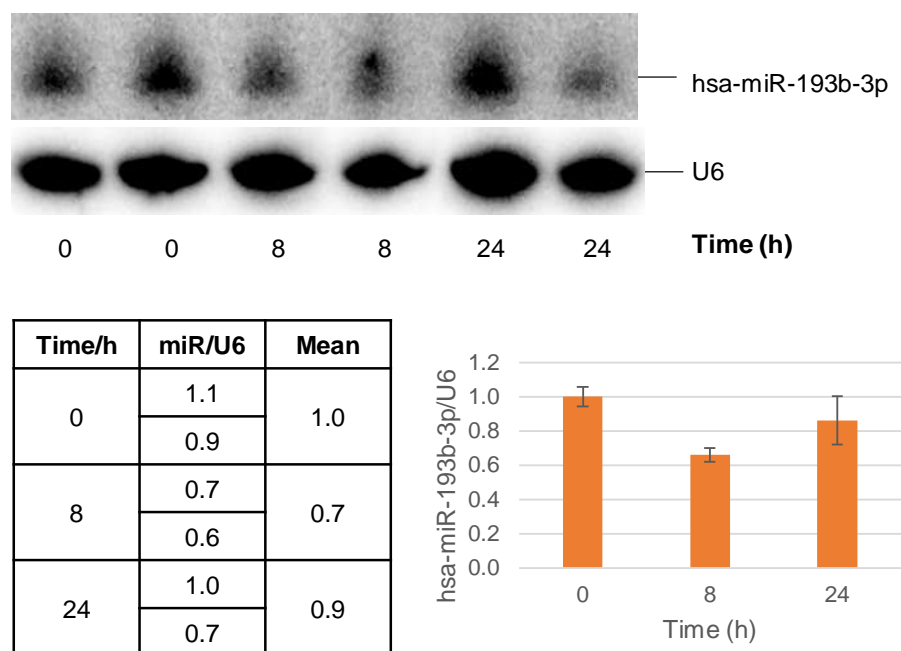 hsa-miR-193b-3p
U6
0 0 8 8 24 24 Time (h)
Time/h miR/U6 Mean
0 1.1 1.0
0.9
8 0.7 0.7
0.6
24 1.0 0.9
0.7
hsa-miR-193b-3p/U6
1.2
1.0
0.8
0.6
0.4
0.2
0.0
0 8 24
Time (h)